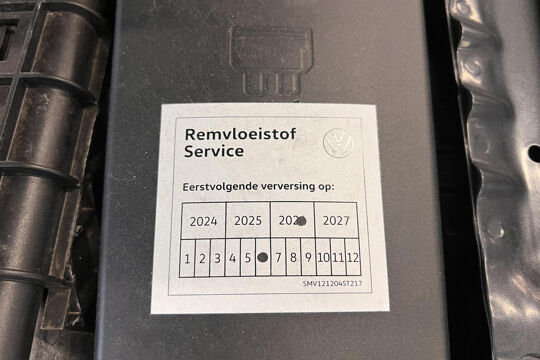 Remvloeistof
Service
Eerstvolgende verversing op:
2024 2025 202 2027
1 2 3 4 5 7 8 9 10 11 12
SMV121204ST217